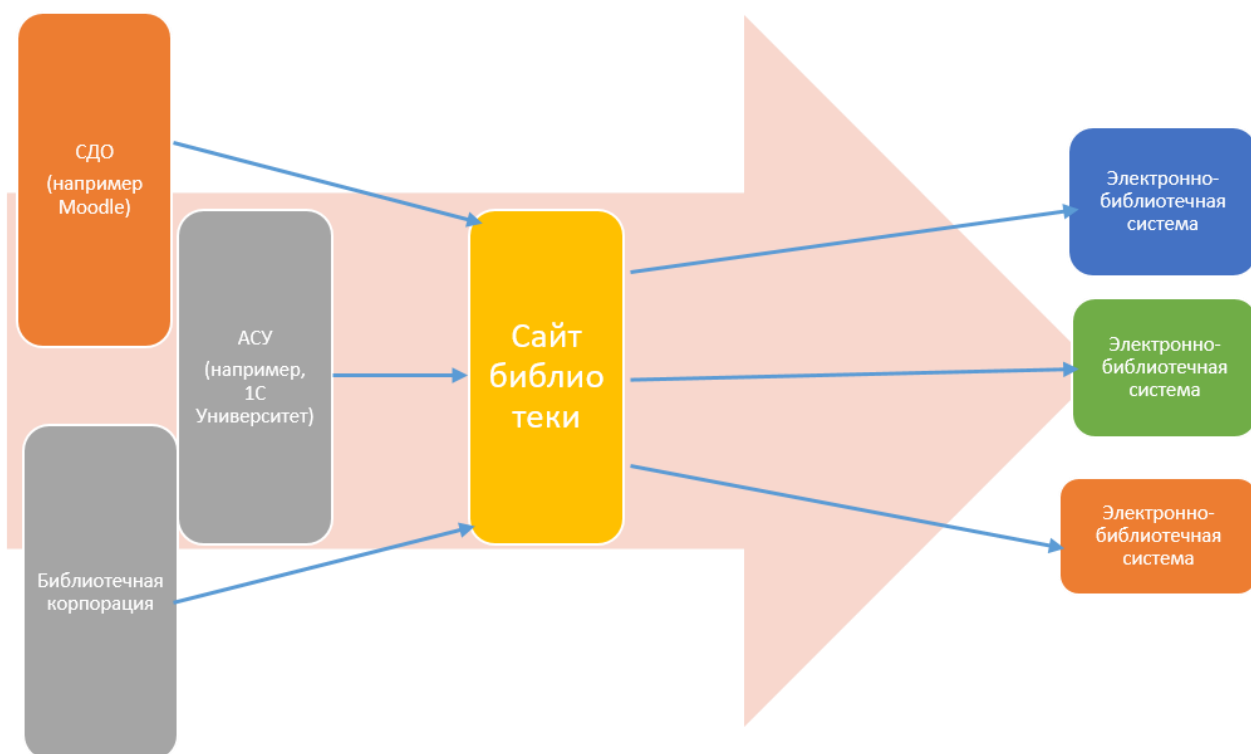 СДО
(например
Moodle)
АСУ
(например,
1С
Университет)
Библиотечная
корпорация
Сайт
библио
теки
Электронно-
библиотечная
система
Электронно-
библиотечная
система
Электронно-
библиотечная
система